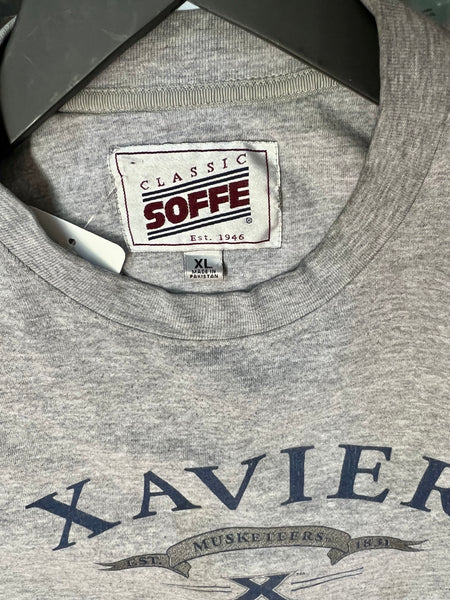 CLASSIC
SOFFE
®
Est. 1946
XL
MADE IN
PAKISTAN
XAVIER
EST. MUSKETEERS 1831
X